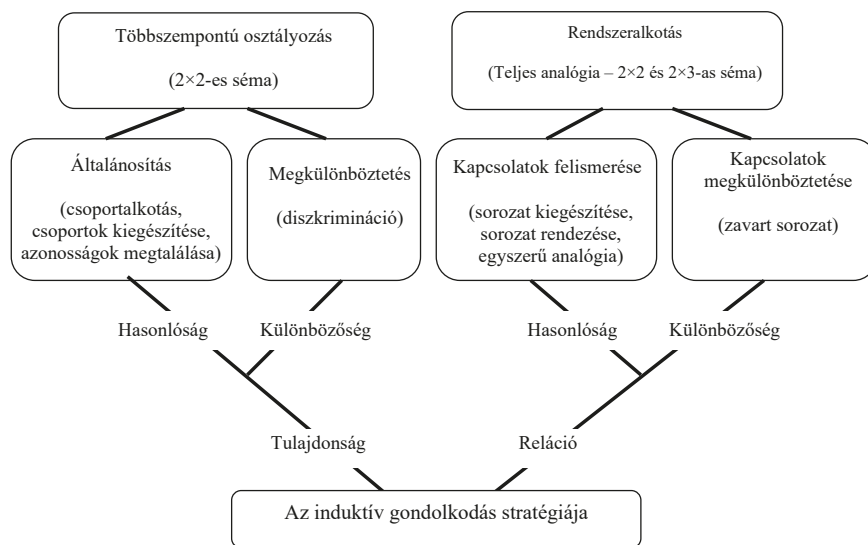 Többszempontú osztályozás
(2×2-es séma)
Rendszeralkotás
(Teljes analógia – 2×2 és 2×3-as séma)
Általánosítás
(csoportalkotás,
csoportok kiegészítése,
azonosságok megtalálása)
Megkülönböztetés
(diszkrimináció)
Kapcsolatok felismerése
(sorozat kiegészítése,
sorozat rendezése,
egyszerű analógia)
Kapcsolatok
megkülönböztetése
(zavart sorozat)
Hasonlóság
Különbözőség
Hasonlóság
Különbözőség
Tulajdonság
Reláció
Az induktív gondolkodás stratégiája